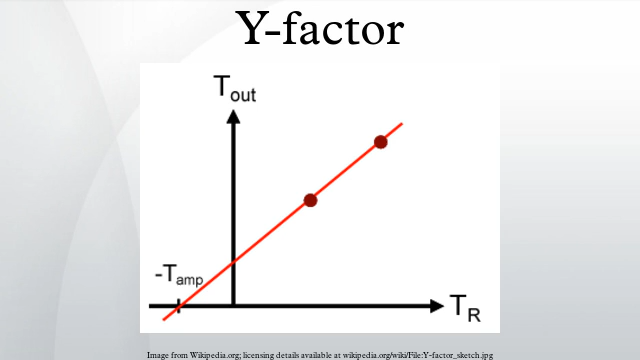 Y-factor
Tout
-Tamp
TR
Image from Wikipedia.org; licensing details available at wikipedia.org/wiki/File:Y-factor_sketch.jpg